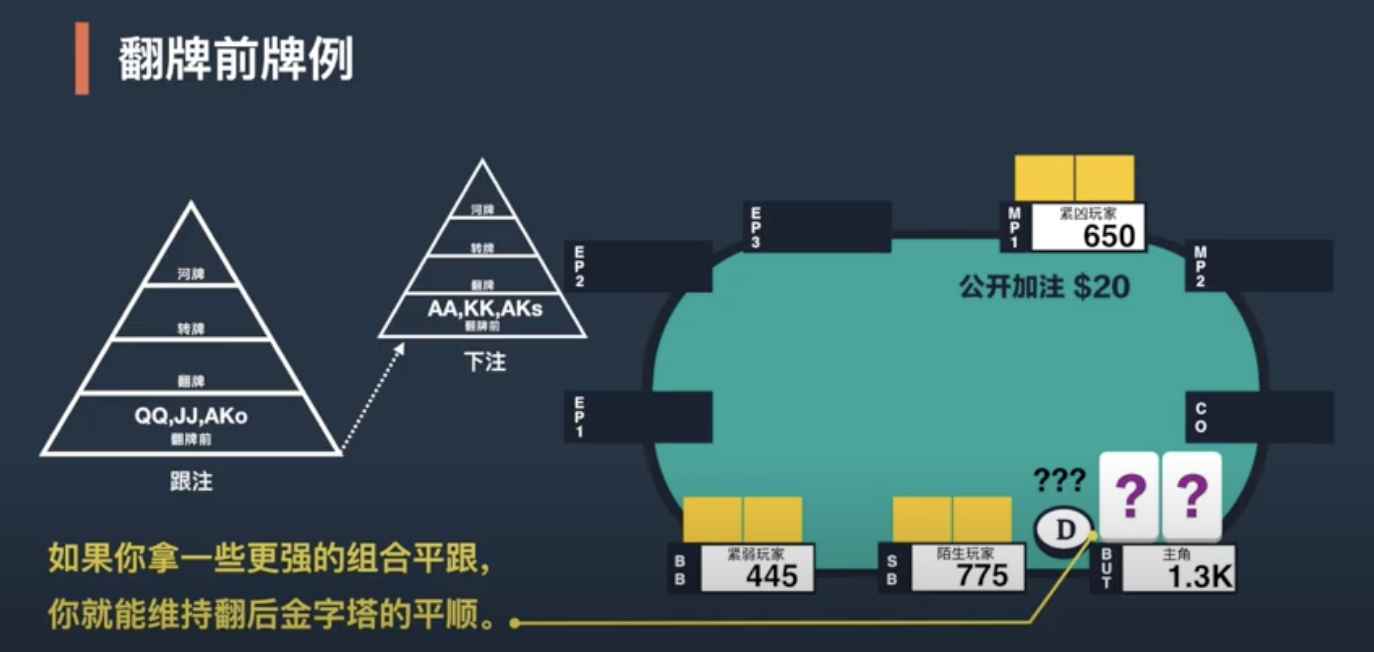 翻牌前牌例
河牌
转牌
翻牌
QQ,JJ,AKo
翻牌前
跟注
河牌
转牌
翻牌
AA,KK,AKs
翻牌前
下注
EP3
MP1
紧凶玩家
650
EP2
MP2
公开加注 $20
EP1
CO
???
? ?
D
BB
紧弱玩家
445
SB
陌生玩家
775
BUT
主角
1.3K
如果你拿一些更强的组合平跟，
你就能维持翻后金字塔的平顺。